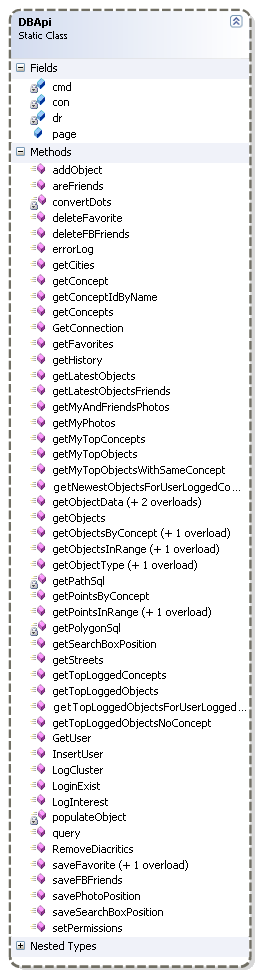 DBApi
Static Class
Fields
cmd
con
dr
page
Methods
addObject
areFriends
convertDots
deleteFavorite
deleteFBFriends
errorLog
getCities
getConcept
getConceptIdByName
getConcepts
GetConnection
getFavorites
getHistory
getLatestObjects
getLatestObjectsFriends
getMyAndFriendsPhotos
getMyPhotos
getMyTopConcepts
getMyTopObjects
getMyTopObjectsWithSameConcept
getNewestObjectsForUserLoggedCo...
getObjectData (+ 2 overloads)
getObjects
getObjectsByConcept (+ 1 overload)
getObjectsInRange (+ 1 overload)
getObjectType (+ 1 overload)
getPathSql
getPointsByConcept
getPointsInRange (+ 1 overload)
getPolygonSql
getSearchBoxPosition
getStreets
getTopLoggedConcepts
getTopLoggedObjects
getTopLoggedObjectsForUserLogged...
getTopLoggedObjectsNoConcept
GetUser
InsertUser
LogCluster
LoginExist
LogInterest
populateObject
query
RemoveDiacritics
saveFavorite (+ 1 overload)
saveFBFriends
savePhotoPosition
saveSearchBoxPosition
setPermissions
Nested Types